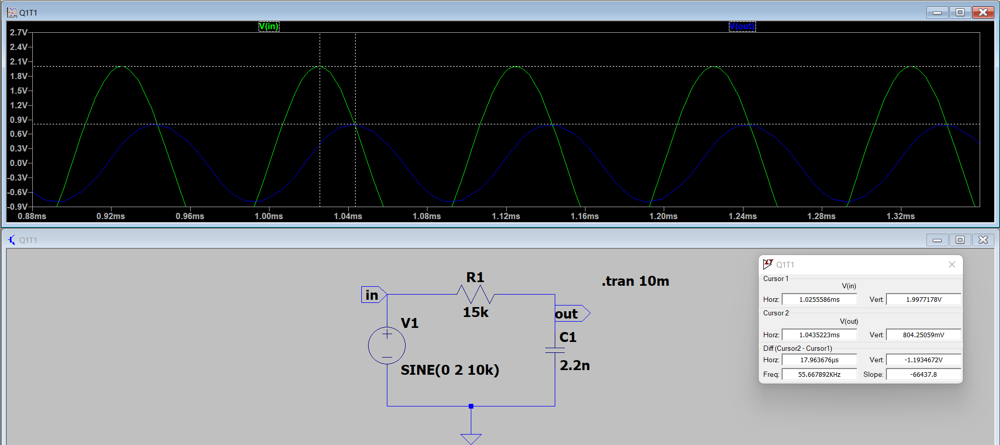 Q1T1
V(in) V(out)
2.7V
2.4V
2.1V
1.8V
1.5V
1.2V
0.9V
0.6V
0.3V
0.0V
-0.3V
-0.6V
-0.9V
0.88ms 0.92ms 0.96ms 1.00ms 1.04ms 1.08ms 1.12ms 1.16ms 1.20ms 1.24ms 1.28ms 1.32ms
Q1T1
in
R1
15k
.tran 10m
out
V1
SINE(0 2 10k)
C1
2.2n
Q1T1
Cursor 1
V(in)
Horz: 1.0255586ms Vert: 1.9977178V
Cursor 2
V(out)
Horz: 1.0435223ms Vert: 804.25059mV
Diff (Cursor2 - Cursor1)
Horz: 17.963676µs Vert: -1.1934672V
Freq: 55.667892KHz Slope: -66437.8